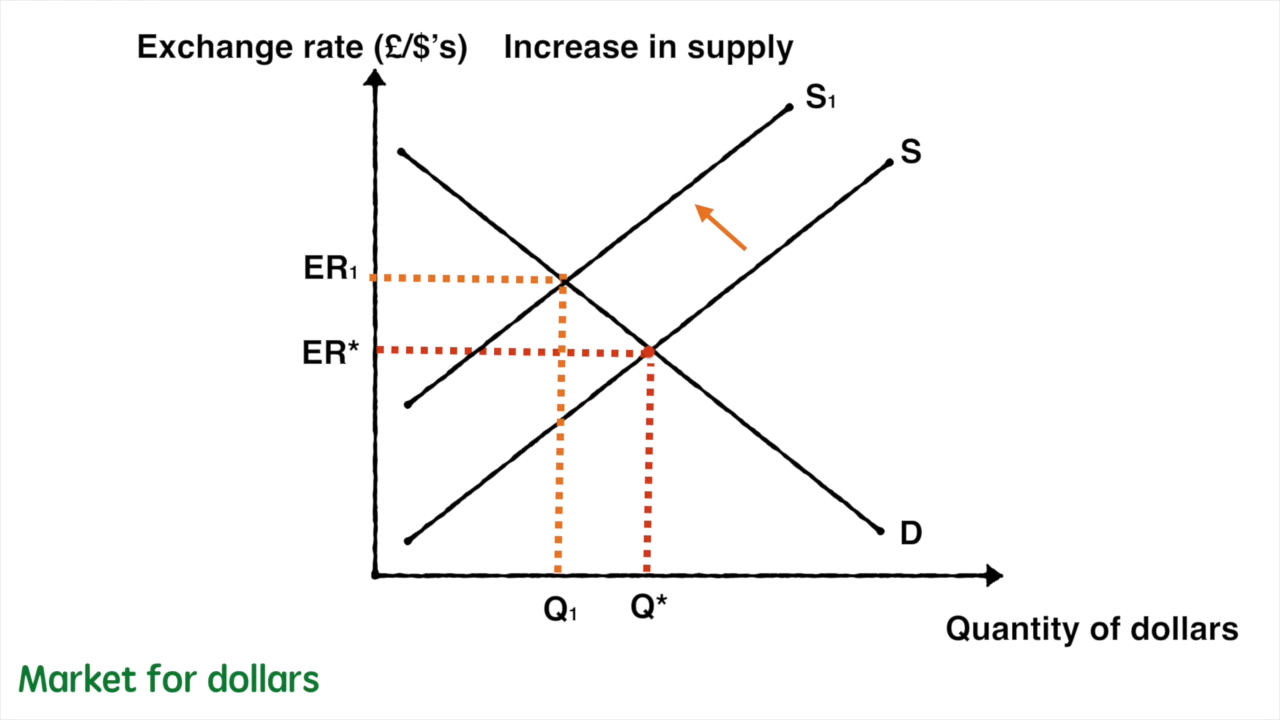 Exchange rate (£/$'s) Increase in supply
S₁
S
ER₁
ER*
D
Q₁ Q*
Quantity of dollars
Market for dollars